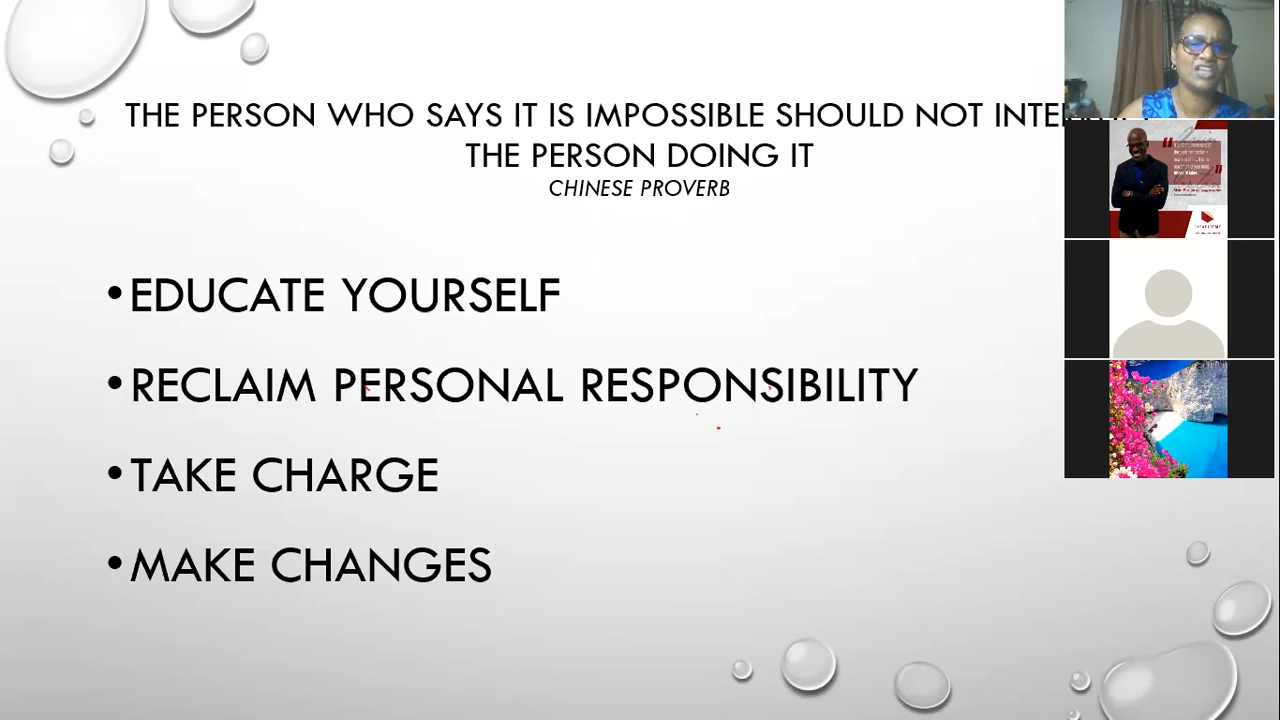 THE PERSON WHO SAYS IT IS IMPOSSIBLE SHOULD NOT
THE PERSON DOING IT
CHINESE PROVERB
•EDUCATE YOURSELF
•RECLAIM PERSONAL RESPONSIBILITY
•TAKE CHARGE
•MAKE CHANGES